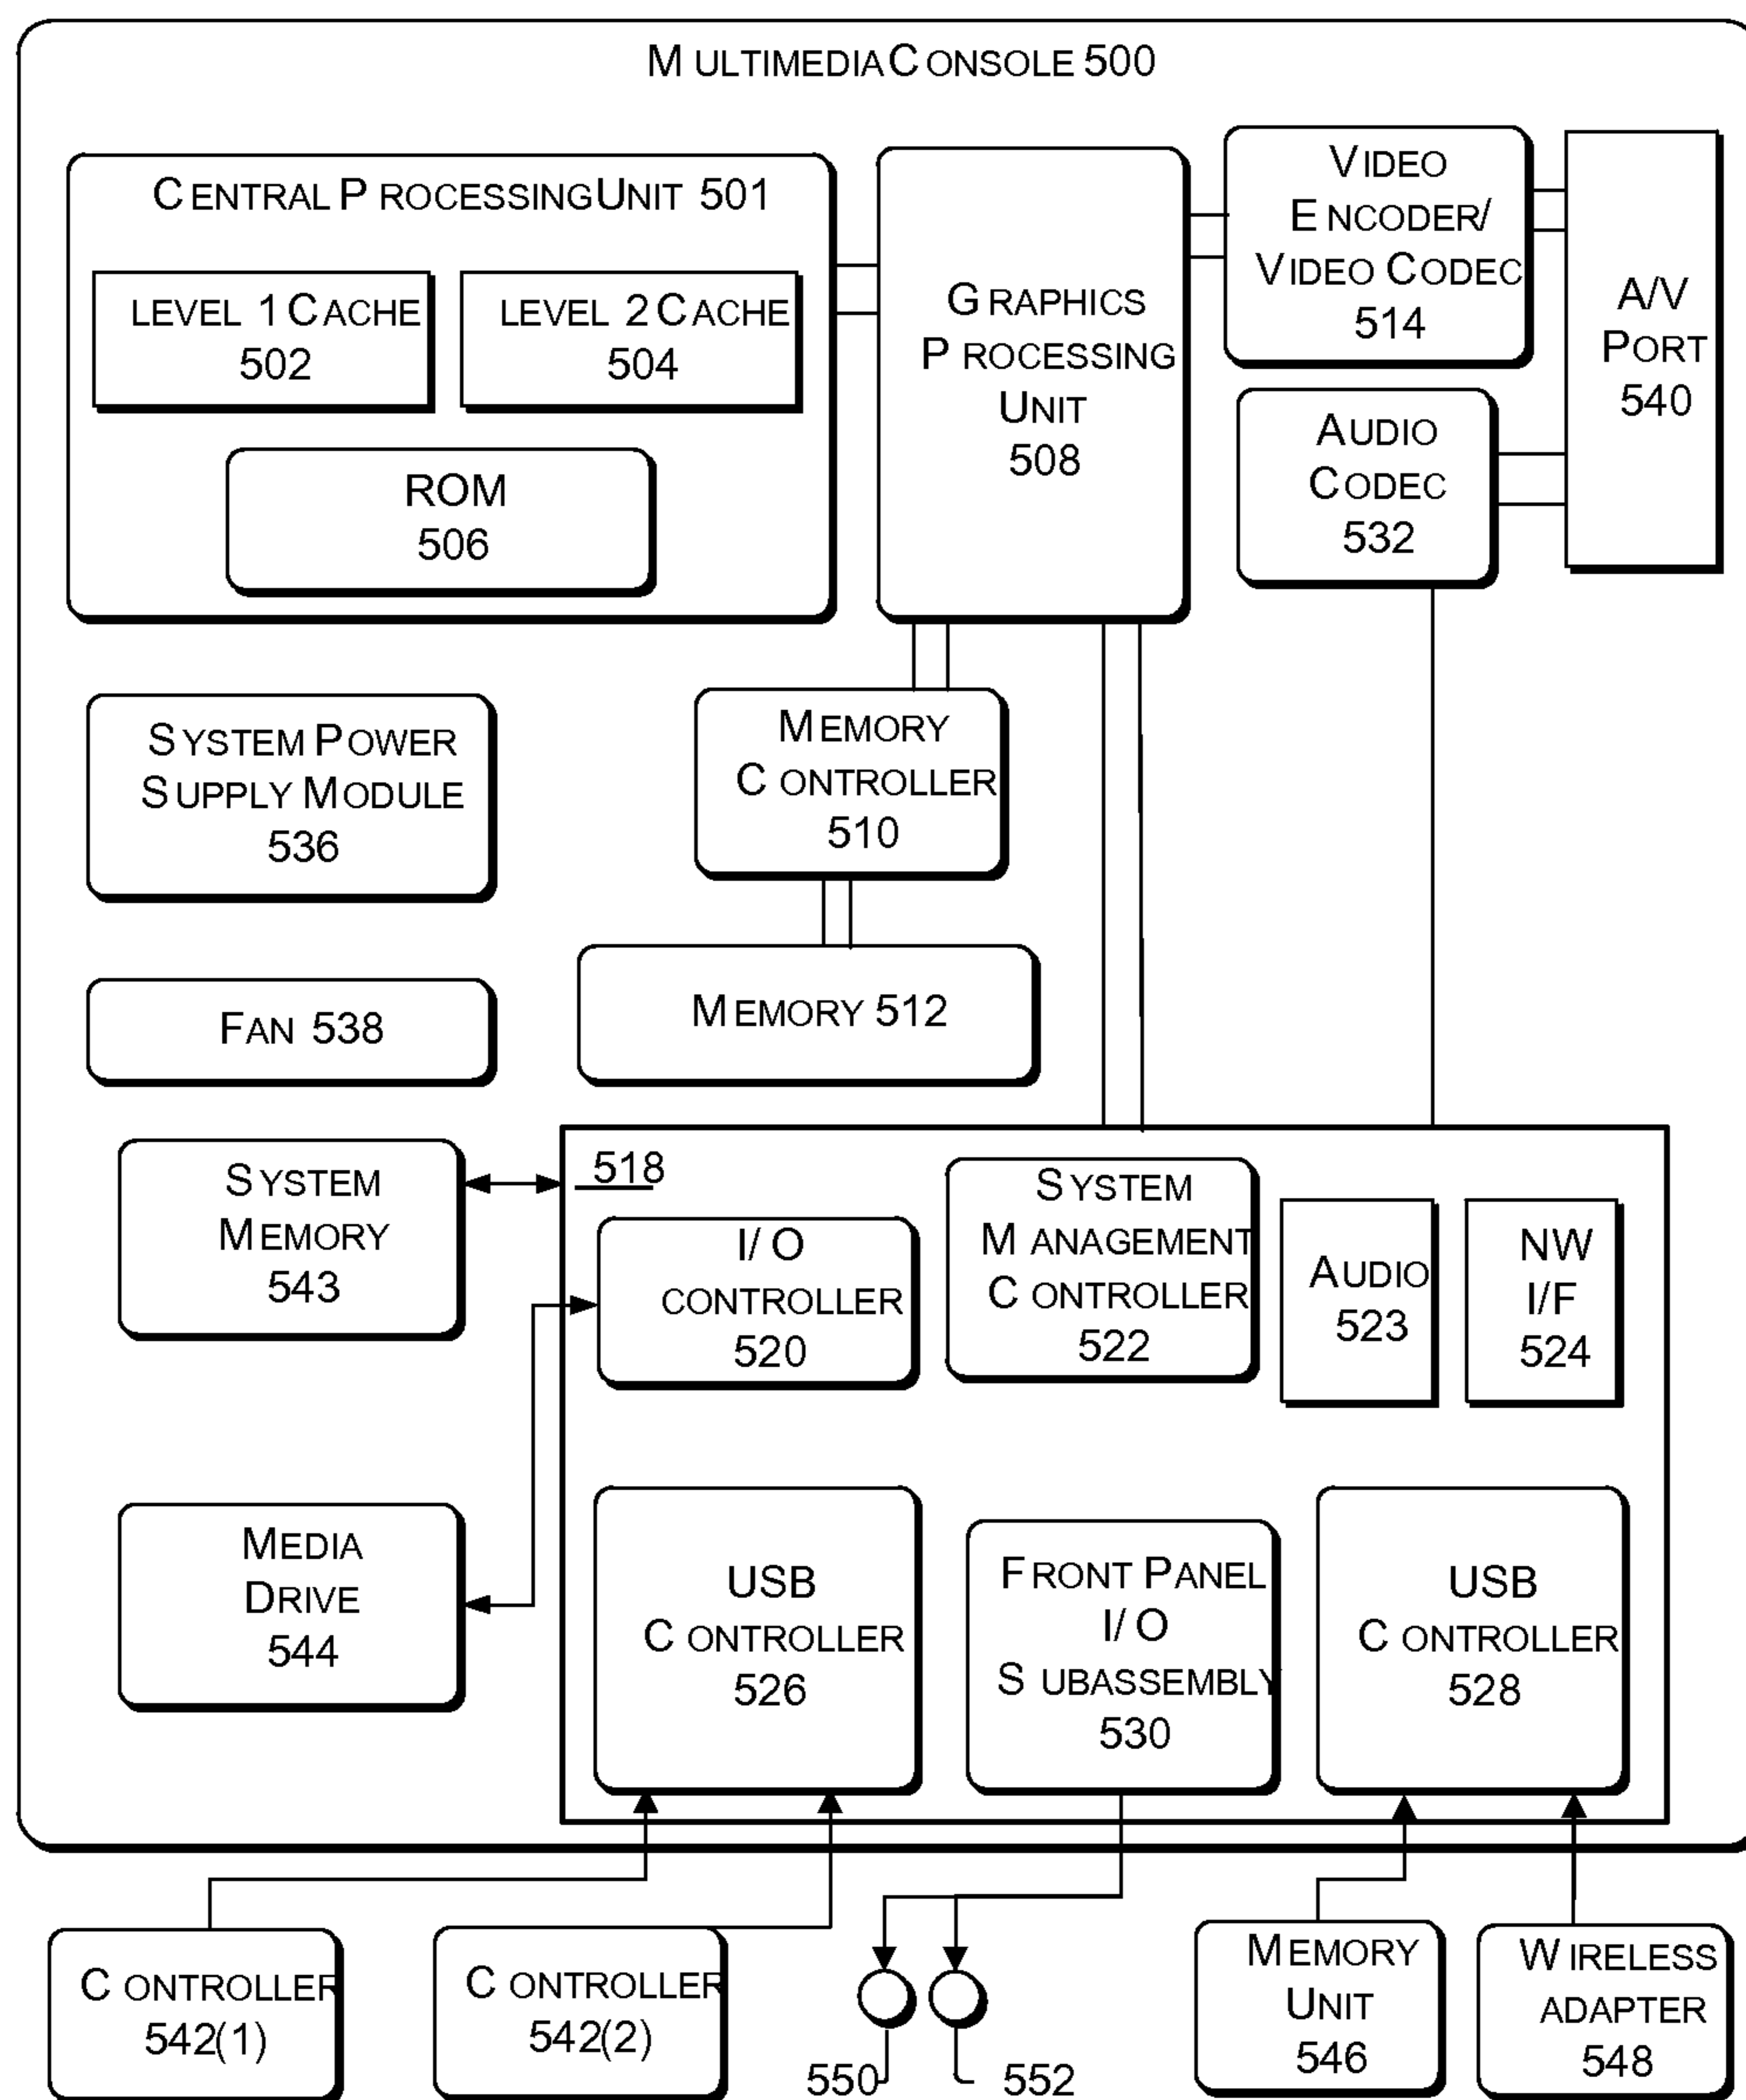 MULTIMEDIA CONSOLE 500
CENTRAL PROCESSING UNIT 501
LEVEL 1 CACHE
502
LEVEL 2 CACHE
504
ROM
506
GRAPHICS
PROCESSING
UNIT
508
VIDEO
ENCODER/
VIDEO CODEC
514
AUDIO
CODEC
532
A/V
PORT
540
SYSTEM POWER
SUPPLY MODULE
536
MEMORY
CONTROLLER
510
FAN 538
MEMORY 512
SYSTEM
MEMORY
543
518
I/O
CONTROLLER
520
SYSTEM
MANAGEMENT
CONTROLLER
522
AUDIO
523
NW
I/F
524
MEDIA
DRIVE
544
USB
CONTROLLER
526
FRONT PANEL
I/O
SUBASSEMBLY
530
USB
CONTROLLER
528
CONTROLLER
542(1)
CONTROLLER
542(2)
550
552
MEMORY
UNIT
546
WIRELESS
ADAPTER
548